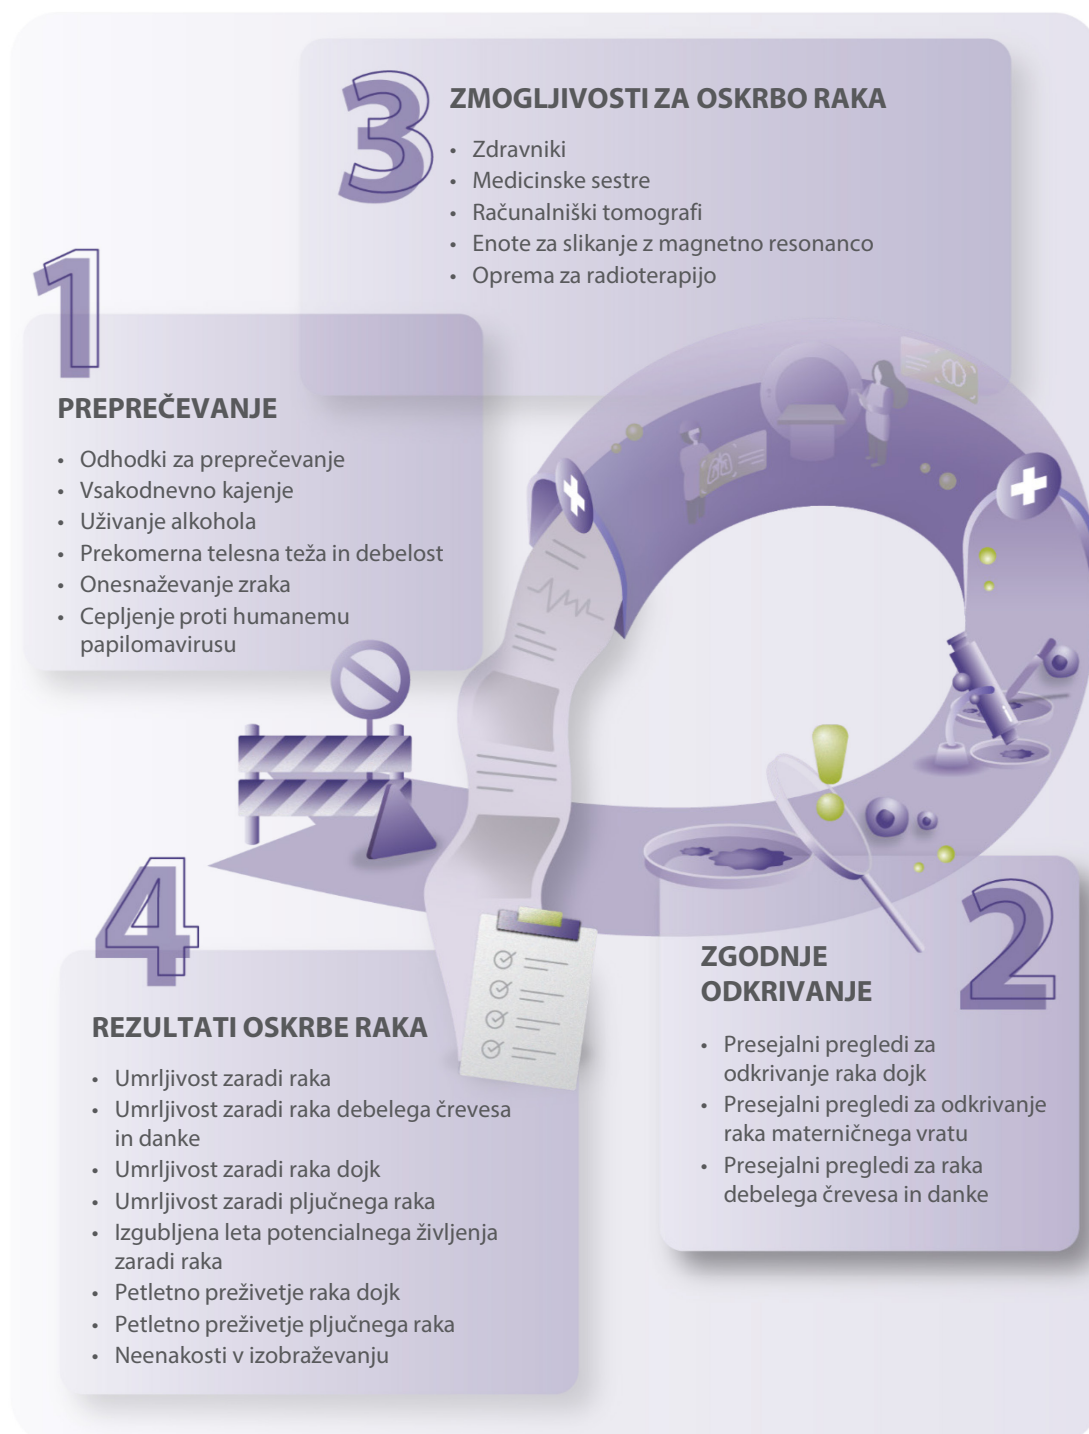 1
PREPREČEVANJE
• Odhodki za preprečevanje
• Vsakodnevno kajenje
• Uživanje alkohola
• Prekomerna telesna teža in debelost
• Onesnaževanje zraka
• Cepljenje proti humanemu
papilomavirusu
2
ZGODNJE
ODKRIVANJE
• Presejalni pregledi za
odkrivanje raka dojk
• Presejalni pregledi za odkrivanje
raka materničnega vratu
• Presejalni pregledi za raka
debelega črevesa in danke
3
ZMOGLJIVOSTI ZA OSKRBO RAKA
• Zdravniki
• Medicinske sestre
• Računalniški tomografi
• Enote za slikanje z magnetno resonanco
• Oprema za radioterapijo
4
REZULTATI OSKRBE RAKA
• Umrljivost zaradi raka
• Umrljivost zaradi raka debelega črevesa
in danke
• Umrljivost zaradi raka dojk
• Umrljivost zaradi pljučnega raka
• Izgubljena leta potencialnega življenja
zaradi raka
• Petletno preživetje raka dojk
• Petletno preživetje pljučnega raka
• Neenakosti v izobraževanju